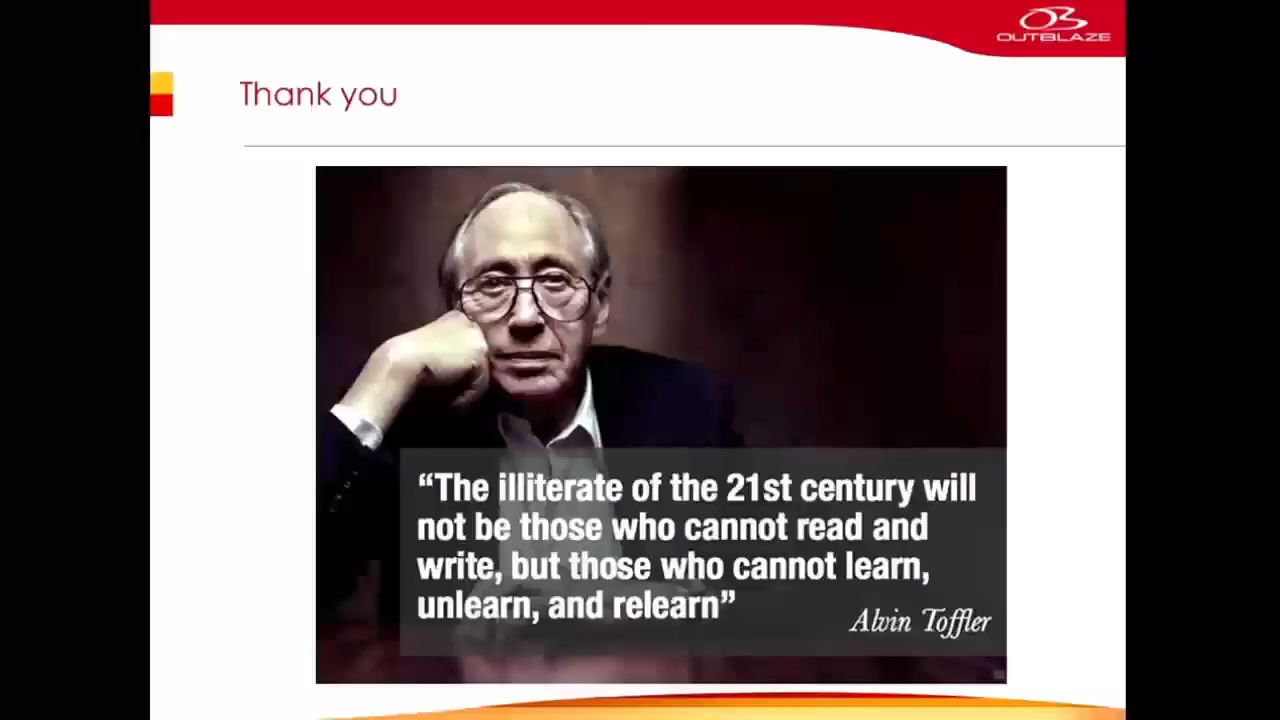 OUTBLAZE
Thank you
“The illiterate of the 21st century will
not be those who cannot read and
write, but those who cannot learn,
unlearn, and relearn”
Alvin Toffler